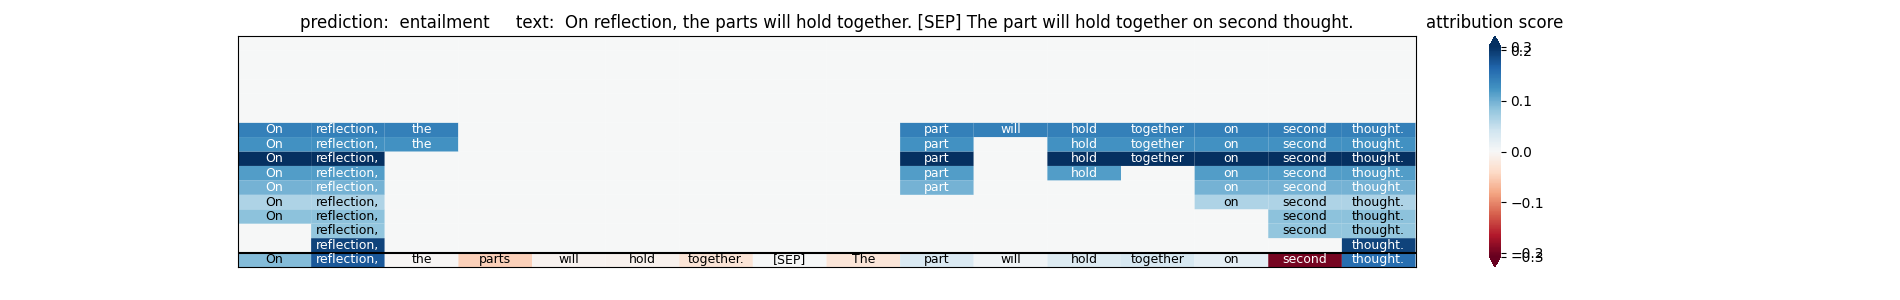 prediction:  entailment     text:  On reflection, the parts will hold together. [SEP] The part will hold together on second thought.
attribution score
On reflection, the part will hold together on second thought.
On reflection, the part hold together on second thought.
On reflection, part hold together on second thought.
On reflection, part hold on second thought.
On reflection, part on second thought.
On reflection, on second thought.
On reflection, second thought.
reflection, second thought.
reflection, thought.
On reflection, the parts will hold together. [SEP] The part will hold together on second thought.
0.3
0.2
0.1
0.0
−0.1
−0.2
−0.3